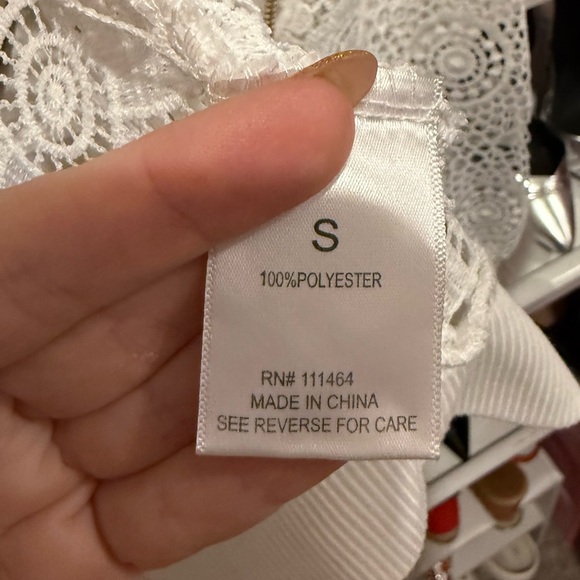 S
100%POLYESTER
RN# 111464
MADE IN CHINA
SEE REVERSE FOR CARE